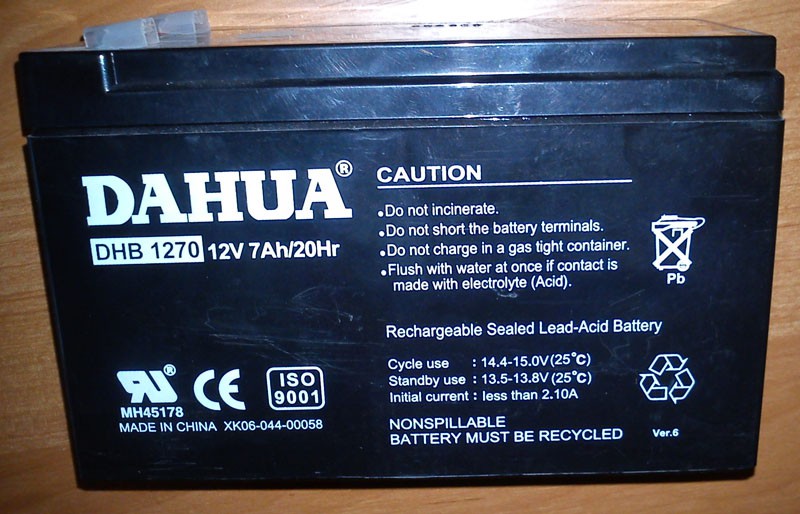 DAHUA®
DHB 1270 12V 7Ah/20Hr
CAUTION
•Do not incinerate.
•Do not short the battery terminals.
•Do not charge in a gas tight container.
•Flush with water at once if contact is
made with electrolyte (Acid).
Pb
Rechargeable Sealed Lead-Acid Battery
Cycle use : 14.4-15.0V(25℃)
Standby use : 13.5-13.8V(25℃)
Initial current : less than 2.10A
NONSPILLABLE
BATTERY MUST BE RECYCLED
Ver.6
RU®
MH45178
CE
ISO
9001
MADE IN CHINA XK06-044-00058